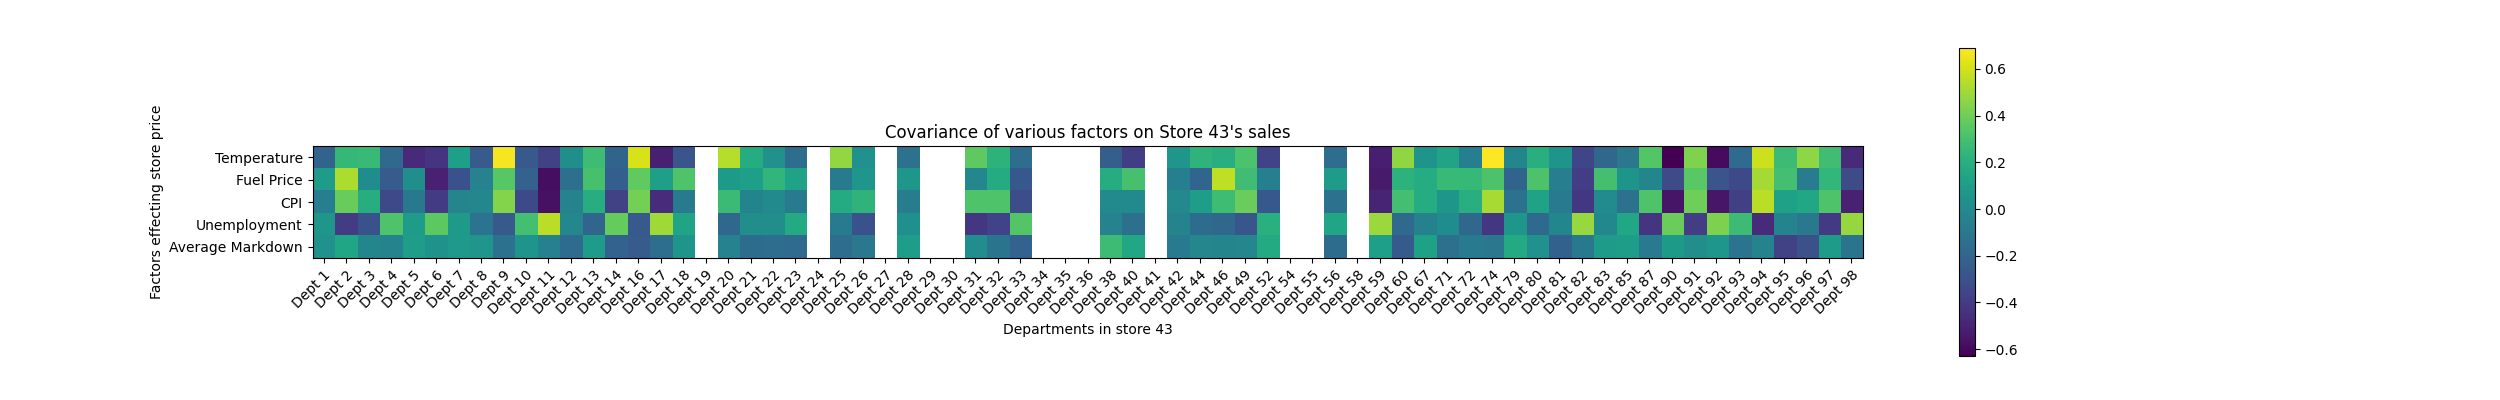 Covariance of various factors on Store 43's sales
Factors effecting store price
Temperature
Fuel Price
CPI
Unemployment
Average Markdown
Dept 1
Dept 2
Dept 3
Dept 4
Dept 5
Dept 6
Dept 7
Dept 8
Dept 9
Dept 10
Dept 11
Dept 12
Dept 13
Dept 14
Dept 16
Dept 17
Dept 18
Dept 19
Dept 20
Dept 21
Dept 22
Dept 23
Dept 24
Dept 25
Dept 26
Dept 27
Dept 28
Dept 29
Dept 30
Dept 31
Dept 32
Dept 33
Dept 34
Dept 35
Dept 36
Dept 38
Dept 40
Dept 41
Dept 42
Dept 44
Dept 46
Dept 49
Dept 52
Dept 54
Dept 55
Dept 56
Dept 58
Dept 59
Dept 60
Dept 67
Dept 71
Dept 72
Dept 74
Dept 79
Dept 80
Dept 81
Dept 82
Dept 83
Dept 85
Dept 87
Dept 90
Dept 91
Dept 92
Dept 93
Dept 94
Dept 95
Dept 96
Dept 97
Dept 98
Departments in store 43
0.6
0.4
0.2
0.0
−0.2
−0.4
−0.6